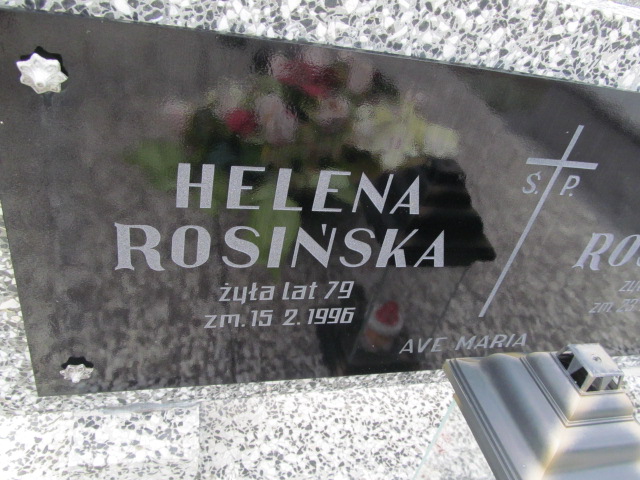 HELENA
ROSIŃSKA
żyła lat 79
zm. 15 2. 1996
Ś. P.
AVE MARIA